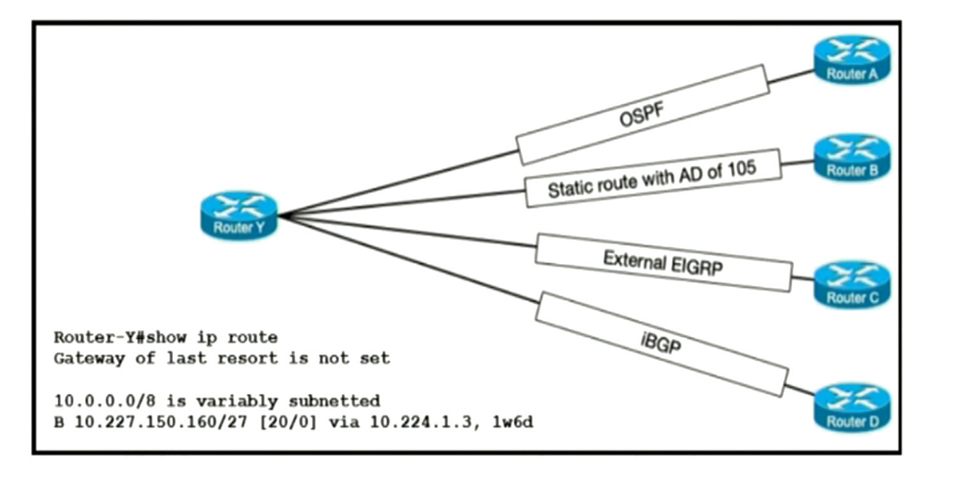 Router A
OSPF
Router B
Static route with AD of 105
Router Y
External EIGRP
Router C
iBGP
Router-Y#show ip route
Gateway of last resort is not set
10.0.0.0/8 is variably subnetted
B 10.227.150.160/27 [20/0] via 10.224.1.3, 1w6d
Router D